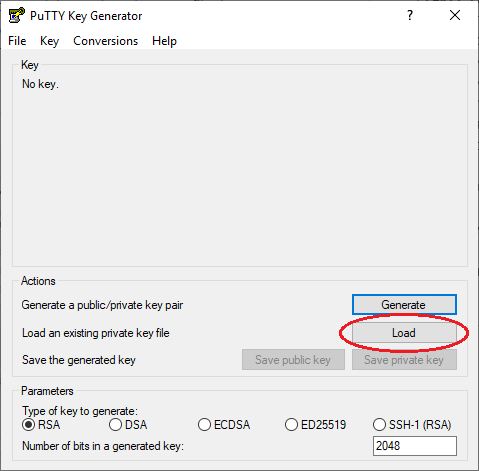 PuTTY Key Generator
File Key Conversions Help
Key
No key.
Actions
Generate a public/private key pair Generate
Load an existing private key file Load
Save the generated key Save public key Save private key
Parameters
Type of key to generate:
RSA DSA ECDSA ED25519 SSH-1 (RSA)
Number of bits in a generated key: 2048